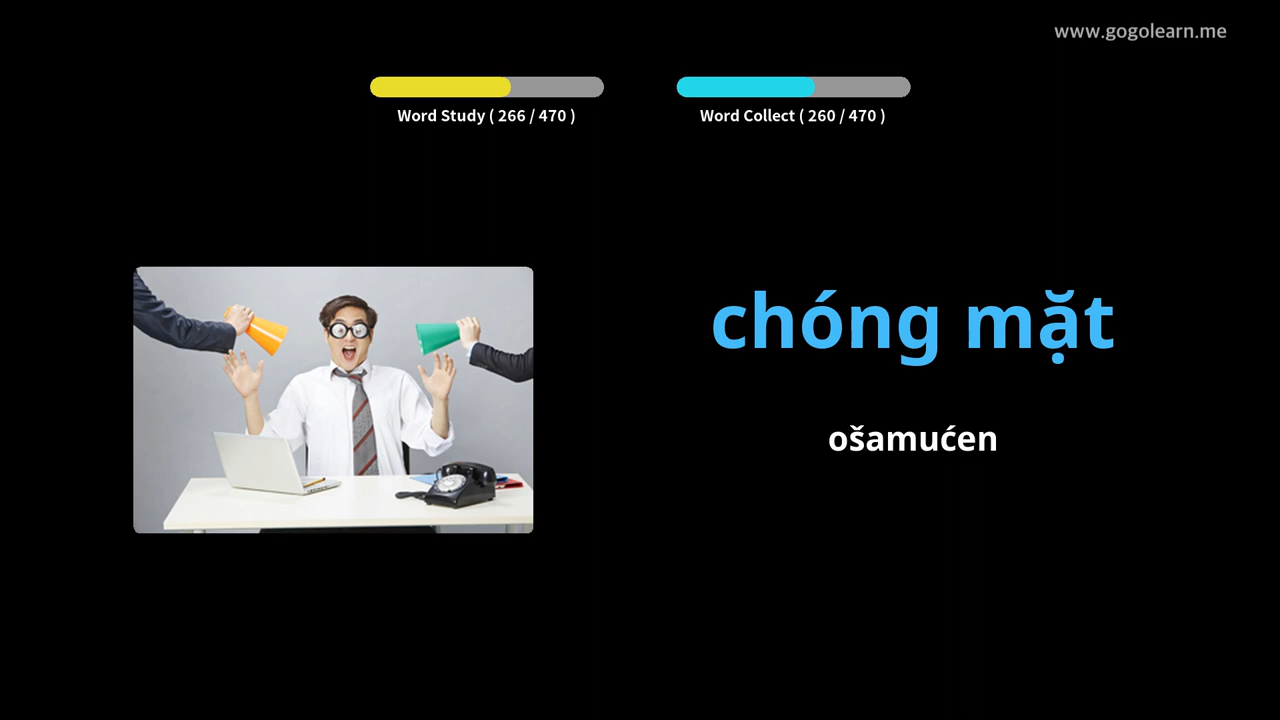 www.gogolearn.me
Word Study ( 266 / 470 )
Word Collect ( 260 / 470 )
chóng mặt
ošamućen